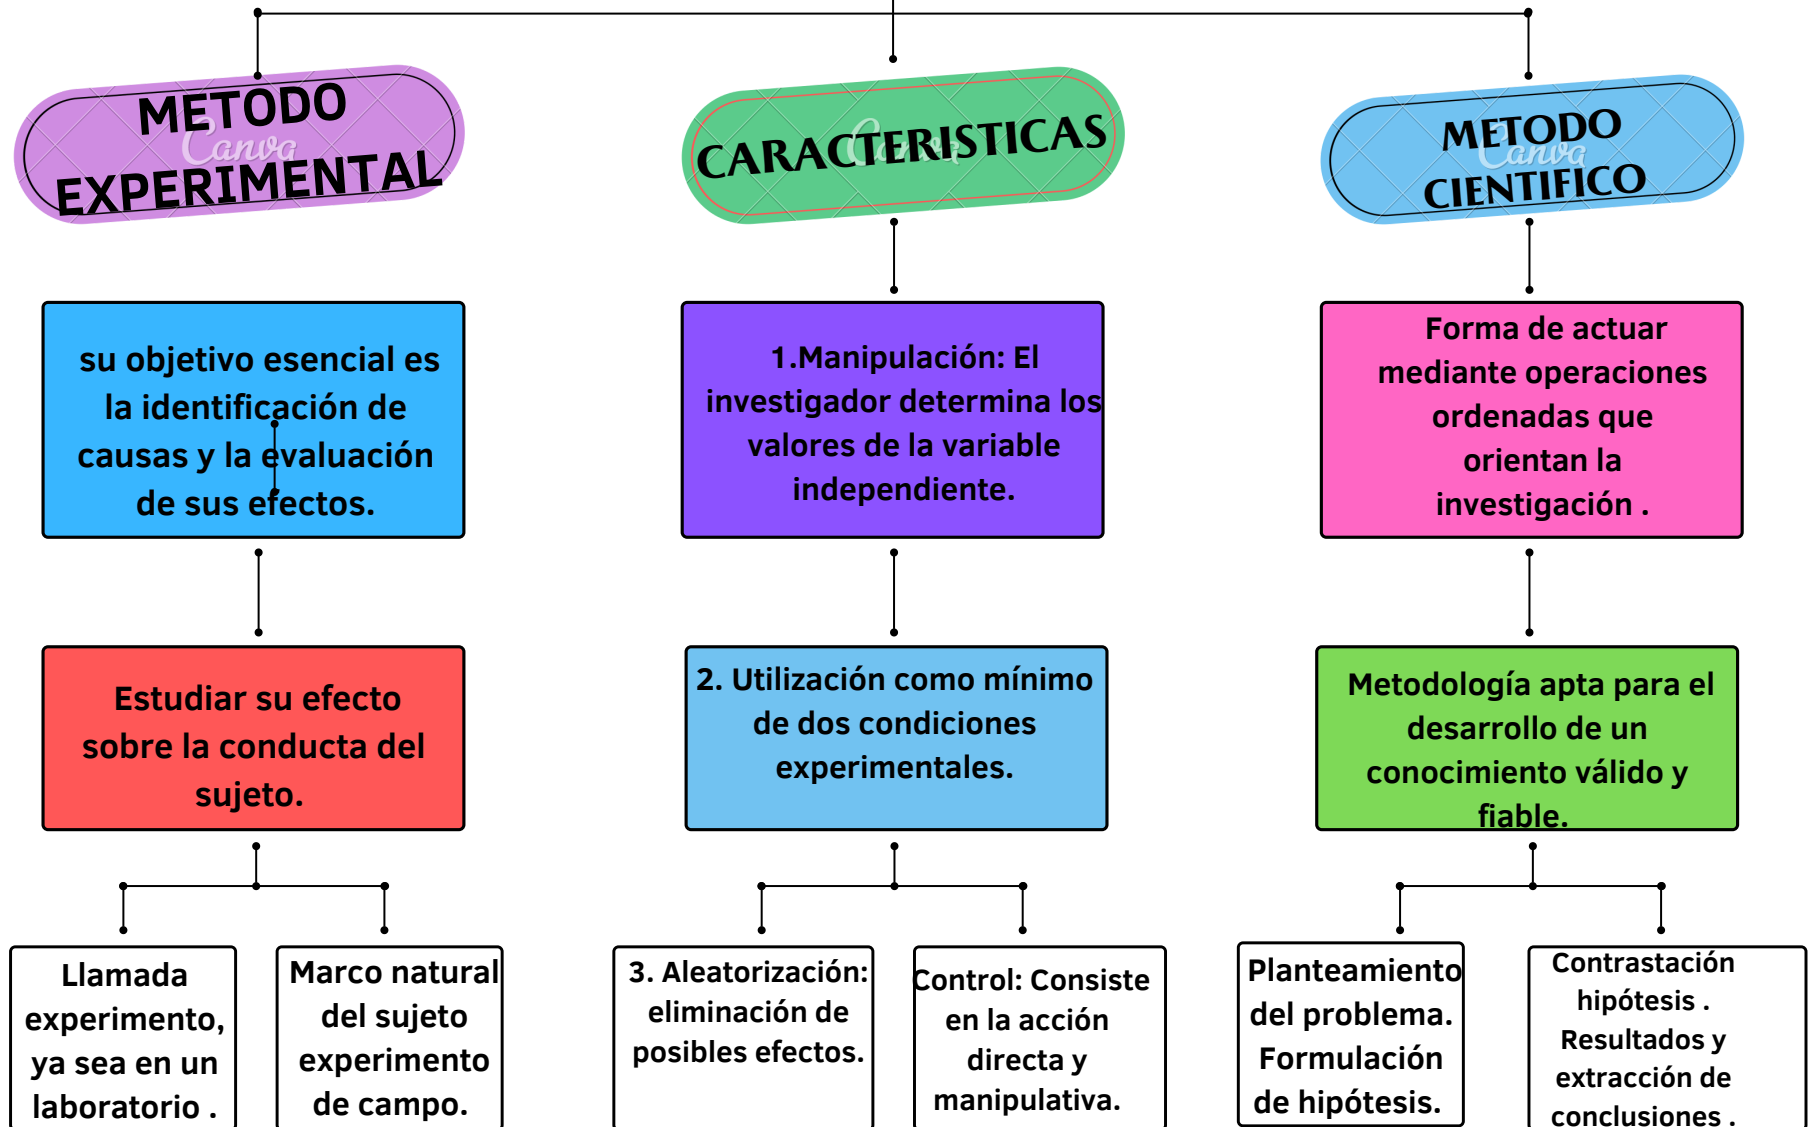 METODO
EXPERIMENTAL
Canva
CARACTERISTICAS
Canva
METODO
CIENTIFICO
Canva
su objetivo esencial es
la identificación de
causas y la evaluación
de sus efectos.
1.Manipulación: El
investigador determina los
valores de la variable
independiente.
Forma de actuar
mediante operaciones
ordenadas que
orientan la
investigación .
Estudiar su efecto
sobre la conducta del
sujeto.
2. Utilización como mínimo
de dos condiciones
experimentales.
Metodología apta para el
desarrollo de un
conocimiento válido y
fiable.
Llamada
experimento,
ya sea en un
laboratorio .
Marco natural
del sujeto
experimento
de campo.
3. Aleatorización:
eliminación de
posibles efectos.
Control: Consiste
en la acción
directa y
manipulativa.
Planteamiento
del problema.
Formulación
de hipótesis.
Contrastación
hipótesis .
Resultados y
extracción de
conclusiones .